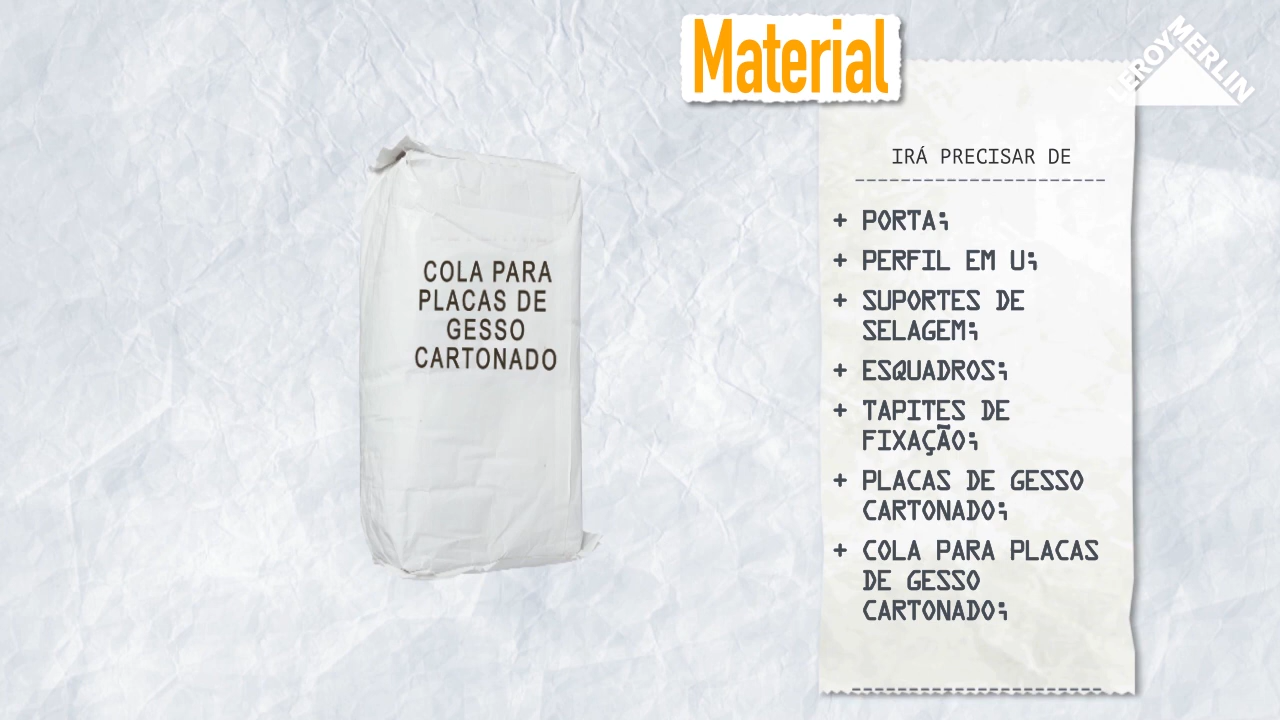 Material
LEROY MERLIN
IRÁ PRECISAR DE
+ PORTA;
+ PERFIL EM U;
+ SUPORTES DE
SELAGEM;
+ ESQUADROS;
+ TAPITES DE
FIXAÇÃO;
+ PLACAS DE GESSO
CARTONADO;
+ COLA PARA PLACAS
DE GESSO
CARTONADO;
COLA PARA
PLACAS DE
GESSO
CARTONADO